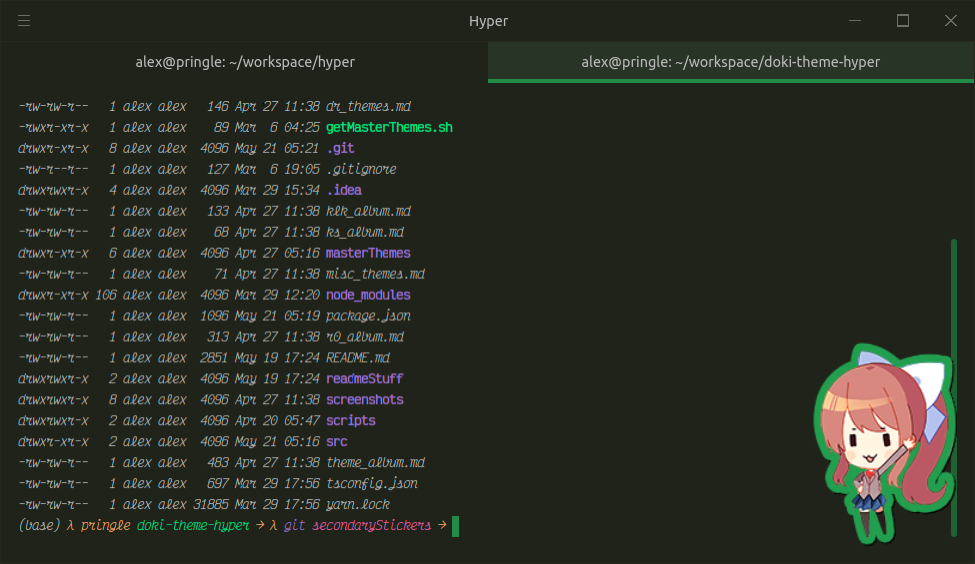 Hyper
alex@pringle: ~/workspace/hyper
alex@pringle: ~/workspace/doki-theme-hyper
-rw-rw-r--   1 alex alex   146 Apr 27 11:38 dr_themes.md
-rwxr-xr-x   1 alex alex    89 Mar  6 04:25 getMasterThemes.sh
drwxr-xr-x   8 alex alex  4096 May 21 05:21 .git
-rw-r--r--   1 alex alex   127 Mar  6 19:05 .gitignore
drwxrwxr-x   4 alex alex  4096 Mar 29 15:34 .idea
-rw-rw-r--   1 alex alex   133 Apr 27 11:38 klk_album.md
-rw-rw-r--   1 alex alex    68 Apr 27 11:38 ks_album.md
drwxr-xr-x   6 alex alex  4096 Apr 27 05:16 masterThemes
-rw-rw-r--   1 alex alex    71 Apr 27 11:38 misc_themes.md
drwxr-xr-x 106 alex alex  4096 Mar 29 12:20 node_modules
-rw-rw-r--   1 alex alex  1096 May 21 05:19 package.json
-rw-rw-r--   1 alex alex   313 Apr 27 11:38 r0_album.md
-rw-rw-r--   1 alex alex  2851 May 19 17:24 README.md
drwxrwxr-x   2 alex alex  4096 May 19 17:24 readmeStuff
drwxrwxr-x   8 alex alex  4096 Apr 27 11:38 screenshots
drwxrwxr-x   2 alex alex  4096 Apr 20 05:47 scripts
drwxrwxr-x   2 alex alex  4096 May 21 05:16 src
-rw-rw-r--   1 alex alex   483 Apr 27 11:38 theme_album.md
-rw-rw-r--   1 alex alex   697 Mar 29 17:56 tsconfig.json
-rw-rw-r--   1 alex alex 31885 Mar 29 17:56 yarn.lock
(base) λ pringle doki-theme-hyper → λ git secondaryStickers →